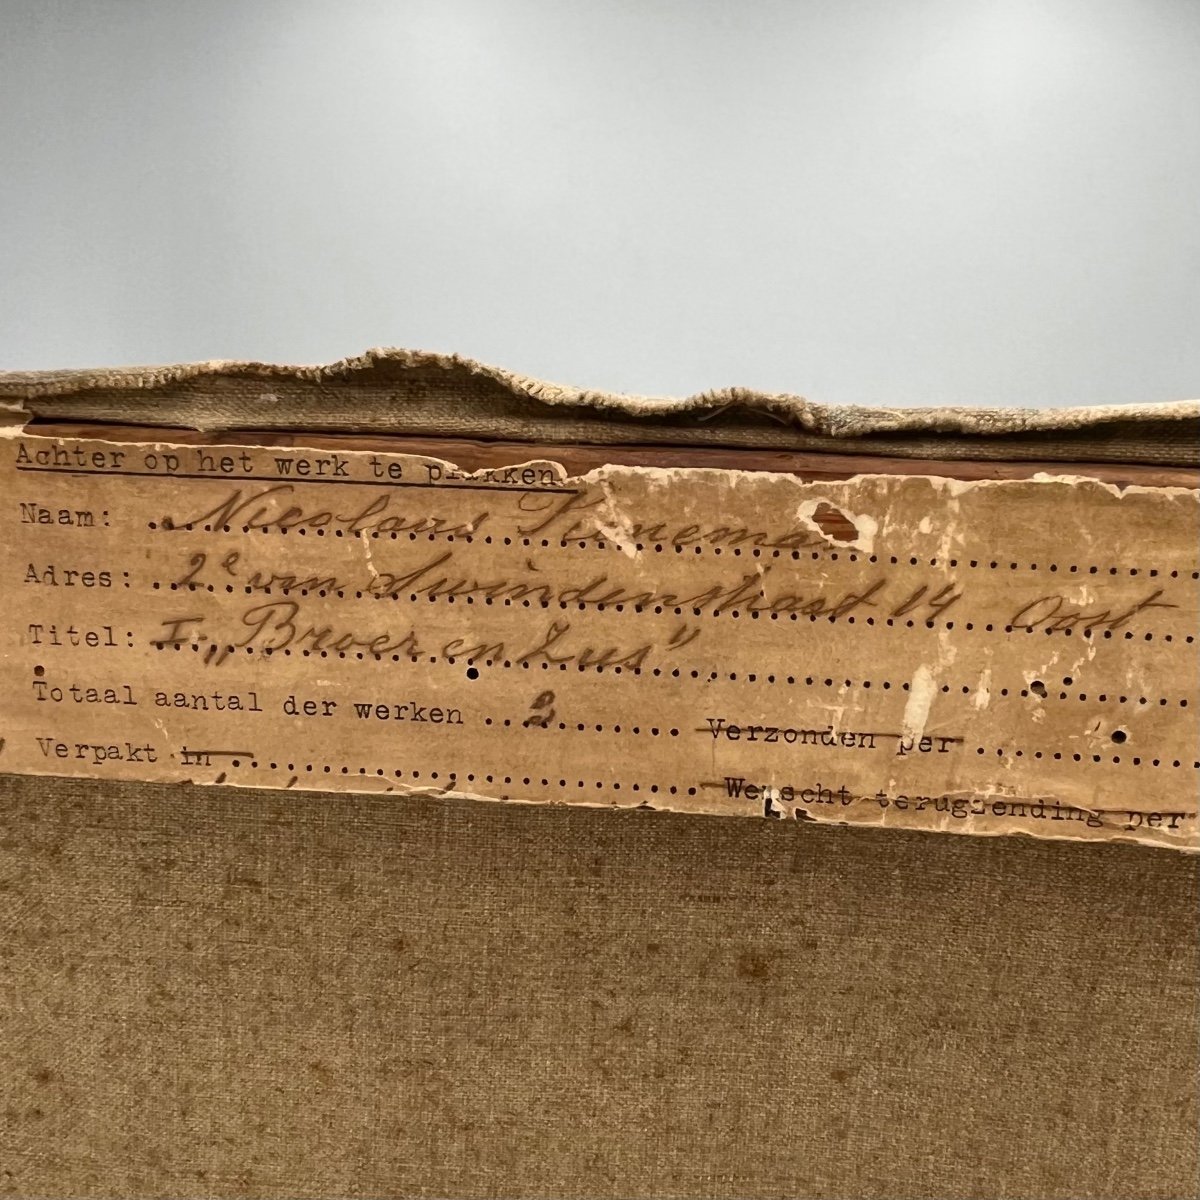 Achter op het werk te plakken
Naam: Nicolaas
Adres: 2e van Swindenstraat 14 Oost
Titel: I. „Broer en Zus"
Totaal aantal der werken 2 Verzonden per
Verpakt in Wenscht terugzending per